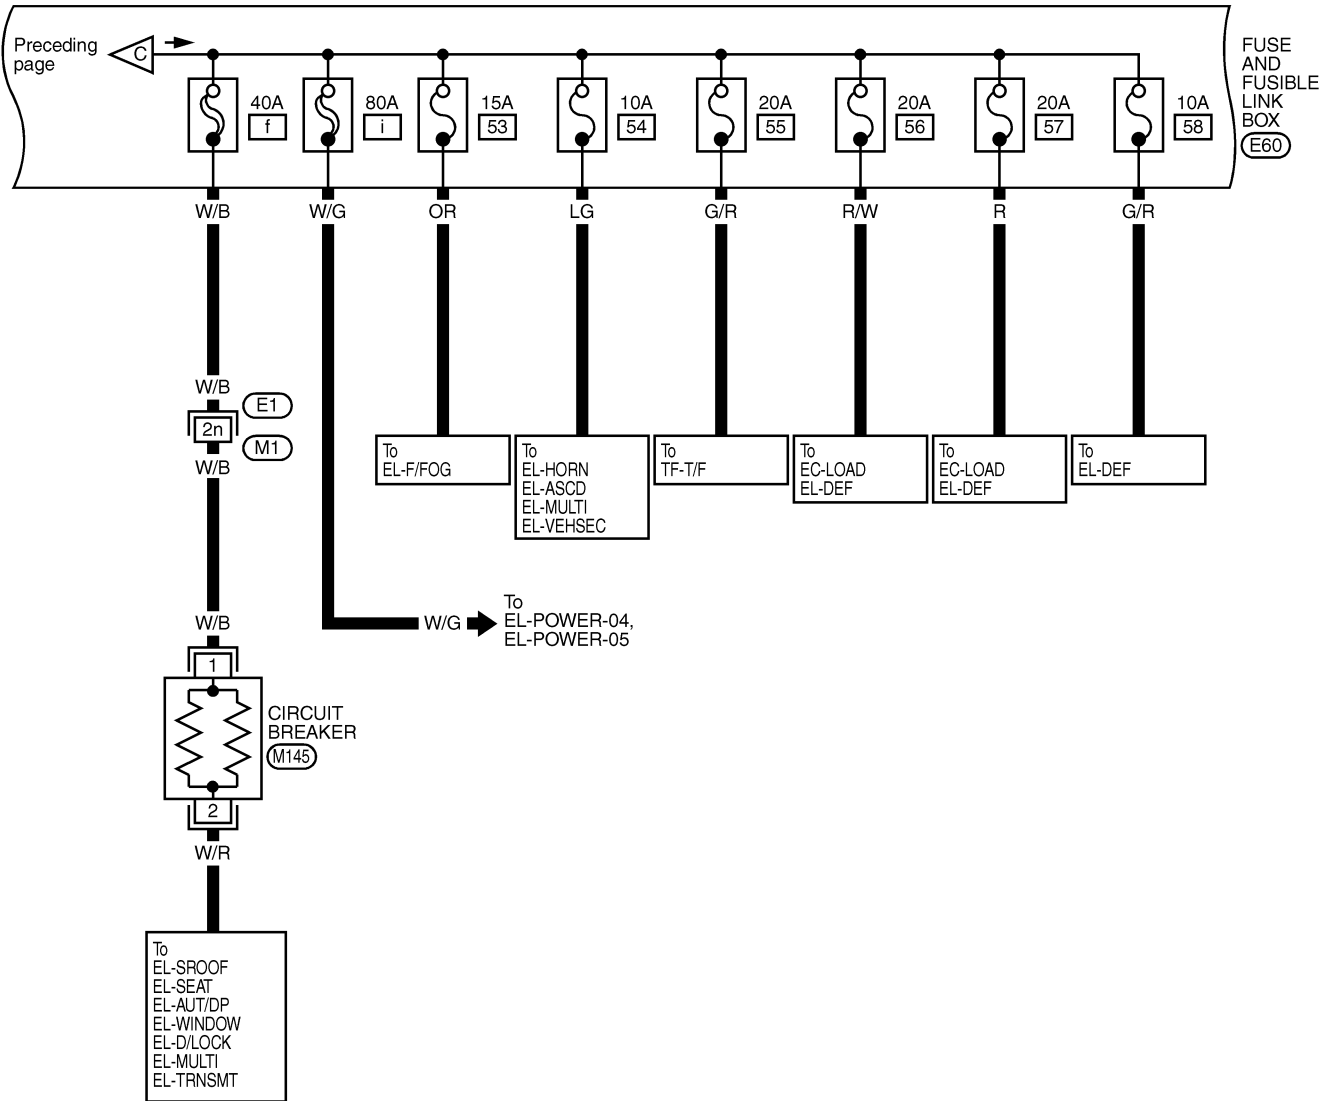 Preceding
page
C
40A
f
80A
i
15A
53
10A
54
20A
55
20A
56
20A
57
10A
58
FUSE
AND
FUSIBLE
LINK
BOX
E60
W/B
W/G
OR
LG
G/R
R/W
R
G/R
W/B
E1
2n
M1
W/B
To
EL-F/FOG
To
EL-HORN
EL-ASCD
EL-MULTI
EL-VEHSEC
To
TF-T/F
To
EC-LOAD
EL-DEF
To
EC-LOAD
EL-DEF
To
EL-DEF
W/B
W/G
To
EL-POWER-04,
EL-POWER-05
1
CIRCUIT
BREAKER
M145
2
W/R
To
EL-SROOF
EL-SEAT
EL-AUT/DP
EL-WINDOW
EL-D/LOCK
EL-MULTI
EL-TRNSMT